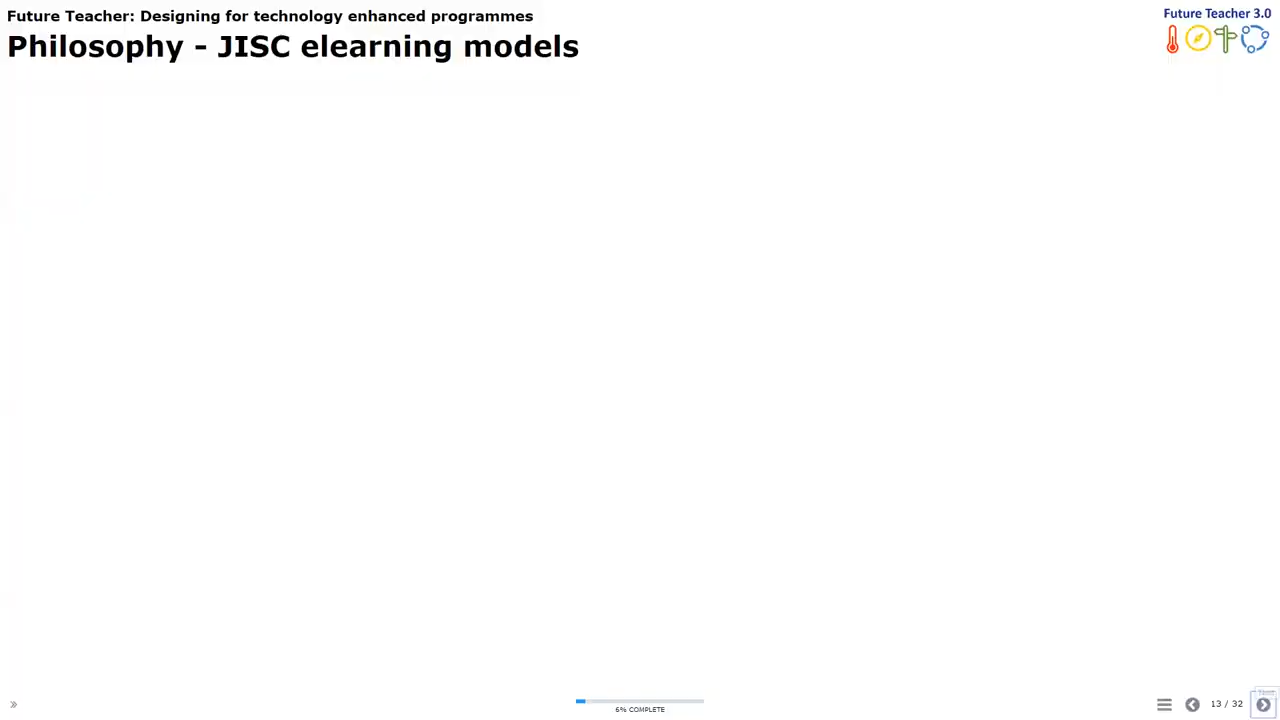 Future Teacher: Designing for technology enhanced programmes
Philosophy - JISC elearning models
Future Teacher 3.0
6% COMPLETE
13 / 32